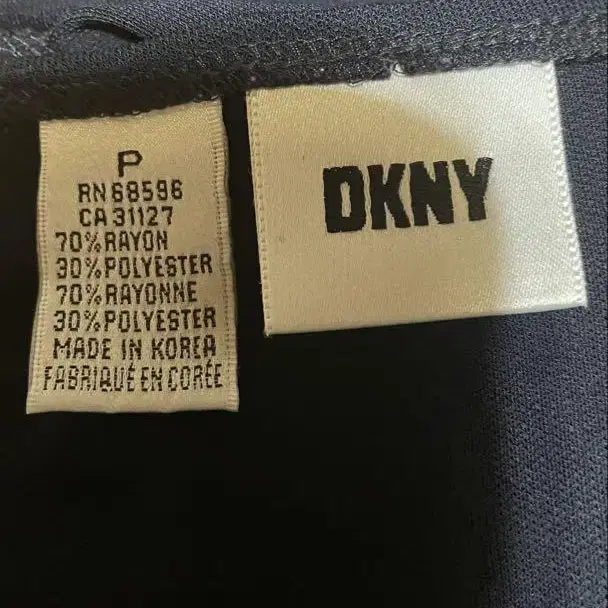 P
RN 68596
CA 31127
70% RAYON
30% POLYESTER
70% RAYONNE
30% POLYESTER
MADE IN KOREA
FABRIQUÉ EN CORÉE
DKNY